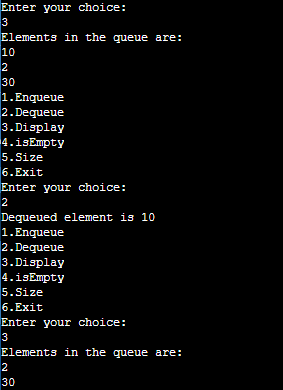 Enter your choice:
3
Elements in the queue are:
10
2
30
1.Enqueue
2.Dequeue
3.Display
4.isEmpty
5.Size
6.Exit
Enter your choice:
2
Dequeued element is 10
1.Enqueue
2.Dequeue
3.Display
4.isEmpty
5.Size
6.Exit
Enter your choice:
3
Elements in the queue are:
2
30